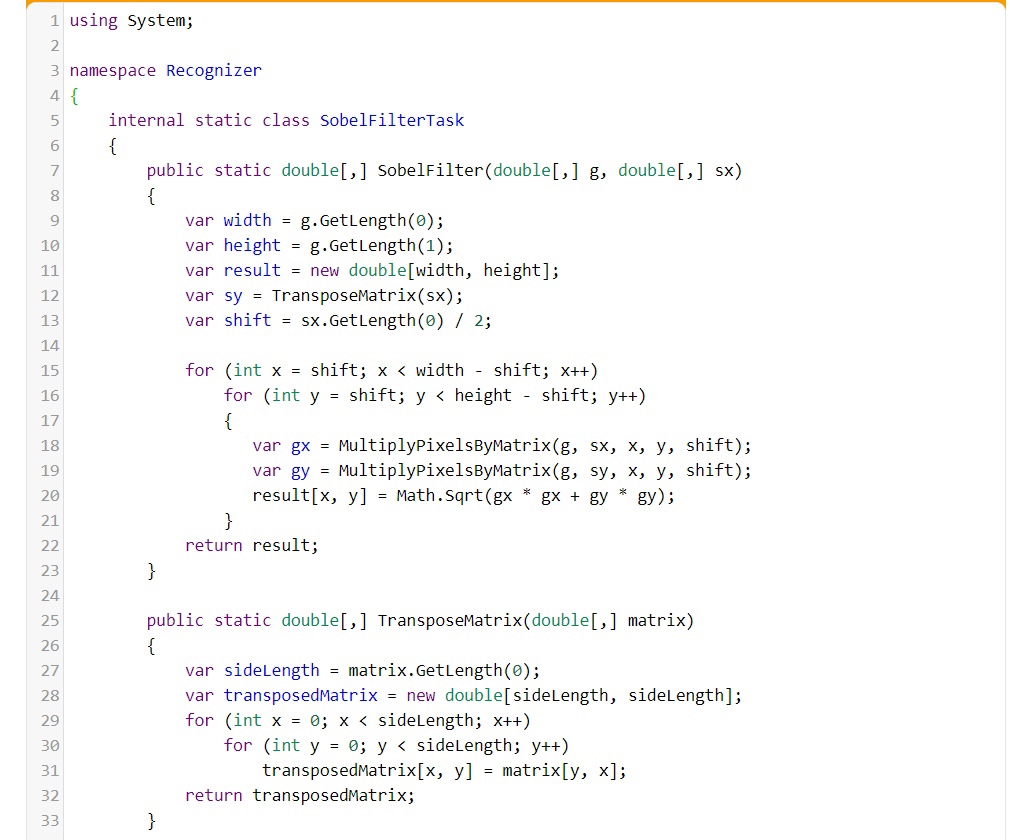 1 using System;
2
3 namespace Recognizer
4 {
5     internal static class SobelFilterTask
6     {
7         public static double[,] SobelFilter(double[,] g, double[,] sx)
8         {
9             var width = g.GetLength(0);
10             var height = g.GetLength(1);
11             var result = new double[width, height];
12             var sy = TransposeMatrix(sx);
13             var shift = sx.GetLength(0) / 2;
14
15             for (int x = shift; x < width - shift; x++)
16                 for (int y = shift; y < height - shift; y++)
17                 {
18                    var gx = MultiplyPixelsByMatrix(g, sx, x, y, shift);
19                    var gy = MultiplyPixelsByMatrix(g, sy, x, y, shift);
20                    result[x, y] = Math.Sqrt(gx * gx + gy * gy);
21                 }
22             return result;
23         }
24
25         public static double[,] TransposeMatrix(double[,] matrix)
26         {
27             var sideLength = matrix.GetLength(0);
28             var transposedMatrix = new double[sideLength, sideLength];
29             for (int x = 0; x < sideLength; x++)
30                 for (int y = 0; y < sideLength; y++)
31                     transposedMatrix[x, y] = matrix[y, x];
32             return transposedMatrix;
33         }